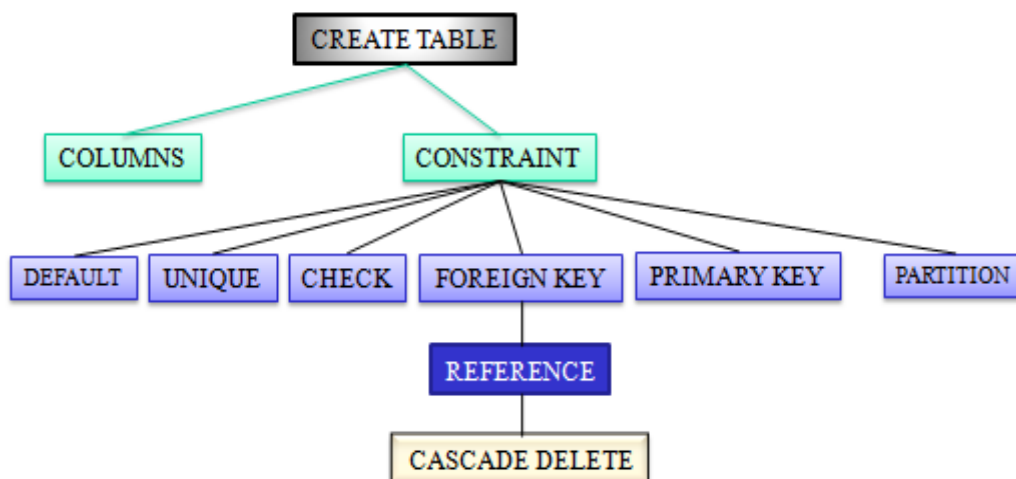 CREATE TABLE
COLUMNS
CONSTRAINT
DEFAULT
UNIQUE
CHECK
FOREIGN KEY
PRIMARY KEY
PARTITION
REFERENCE
CASCADE DELETE